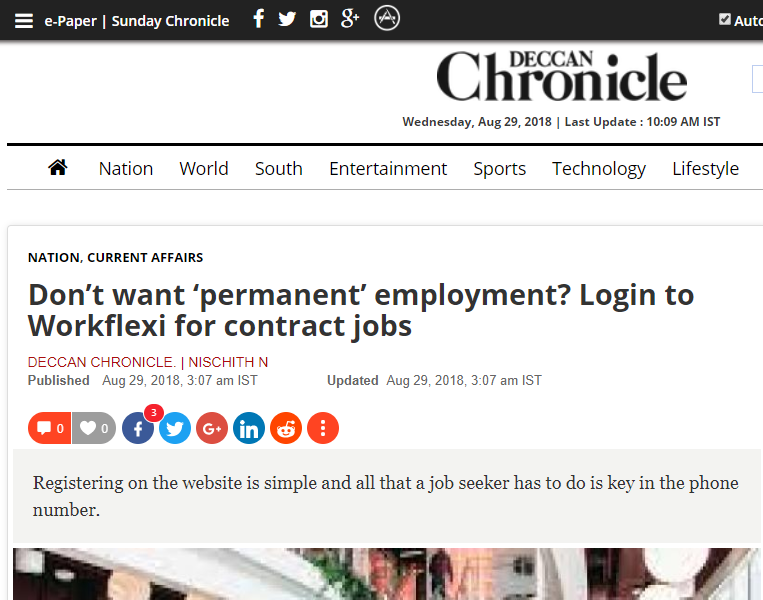 e-Paper | Sunday Chronicle
Auto
DECCAN
Chronicle
Wednesday, Aug 29, 2018 | Last Update : 10:09 AM IST
Nation World South Entertainment Sports Technology Lifestyle
NATION, CURRENT AFFAIRS
Don’t want ‘permanent’ employment? Login to
Workflexi for contract jobs
DECCAN CHRONICLE. | NISCHITH N
Published Aug 29, 2018, 3:07 am IST Updated Aug 29, 2018, 3:07 am IST
3
0 0
Registering on the website is simple and all that a job seeker has to do is key in the phone
number.